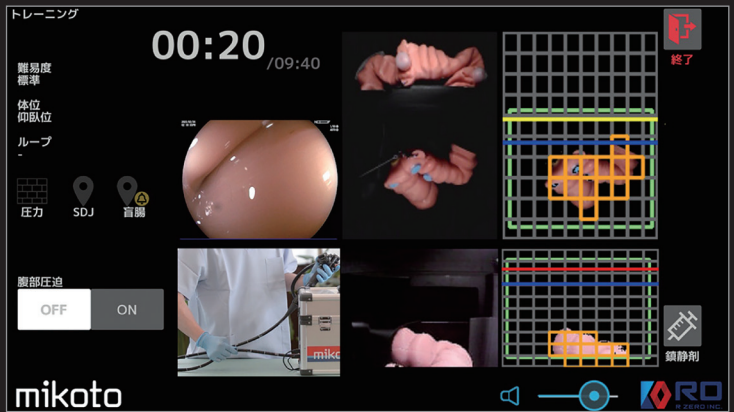 トレーニング
00:20/09:40
難易度
標準
体位
仰臥位
ループ
-
圧力
SDJ
盲腸
腹部圧迫
OFF
ON
終了
鎮静剤
mikoto
mikoto
RO
R ZERO INC.